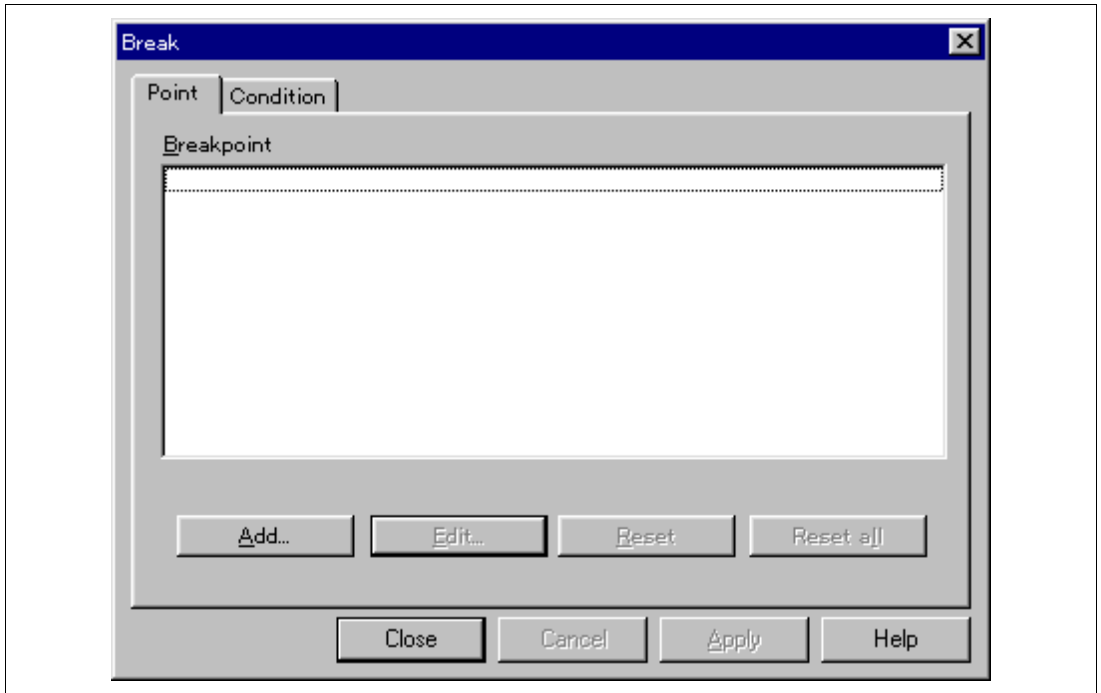 Break
Point Condition
Breakpoint
Add... Edit... Reset Reset all
Close Cancel Apply Help